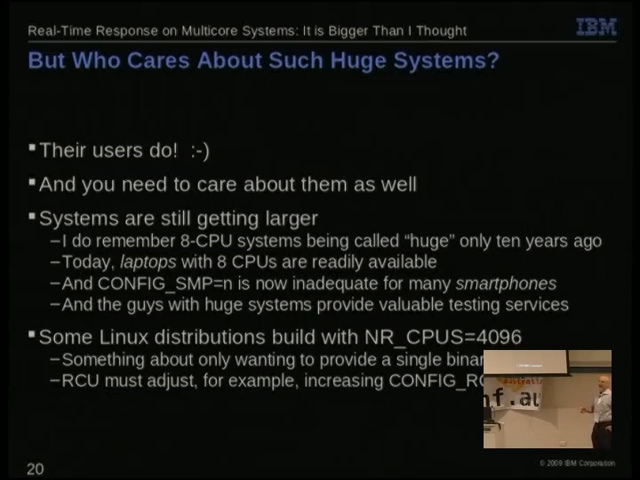 Real-Time Response on Multicore Systems: It is Bigger Than I Thought
IBM
But Who Cares About Such Huge Systems?
▪Their users do! :-)
▪And you need to care about them as well
▪Systems are still getting larger
–I do remember 8-CPU systems being called “huge” only ten years ago
–Today, laptops with 8 CPUs are readily available
–And CONFIG_SMP=n is now inadequate for many smartphones
–And the guys with huge systems provide valuable testing services
▪Some Linux distributions build with NR_CPUS=4096
–Something about only wanting to provide a single binar
–RCU must adjust, for example, increasing CONFIG_RC
nf.au
20
© 2009 IBM Corporation